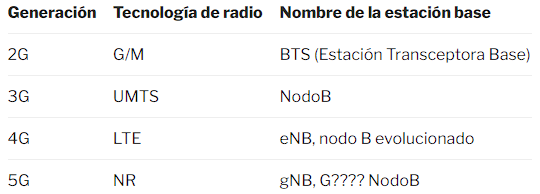 Generación Tecnología de radio Nombre de la estación base
2G G/M BTS (Estación Transceptora Base)
3G UMTS NodoB
4G LTE eNB, nodo B evolucionado
5G NR gNB, G???? NodoB